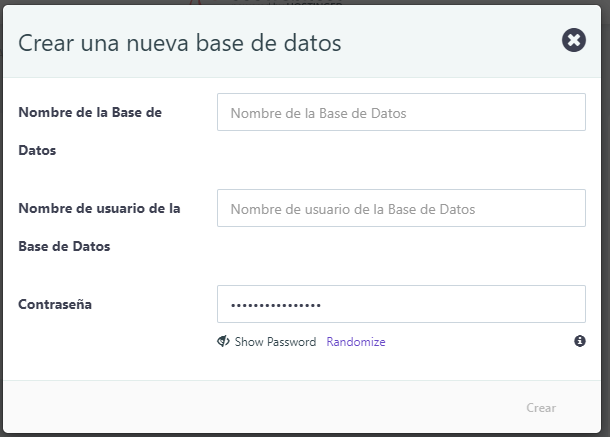 Crear una nueva base de datos
Nombre de la Base de
Datos
Nombre de la Base de Datos
Nombre de usuario de la
Base de Datos
Nombre de usuario de la Base de Datos
Contraseña
••••••••••••••••
Show Password Randomize
Crear